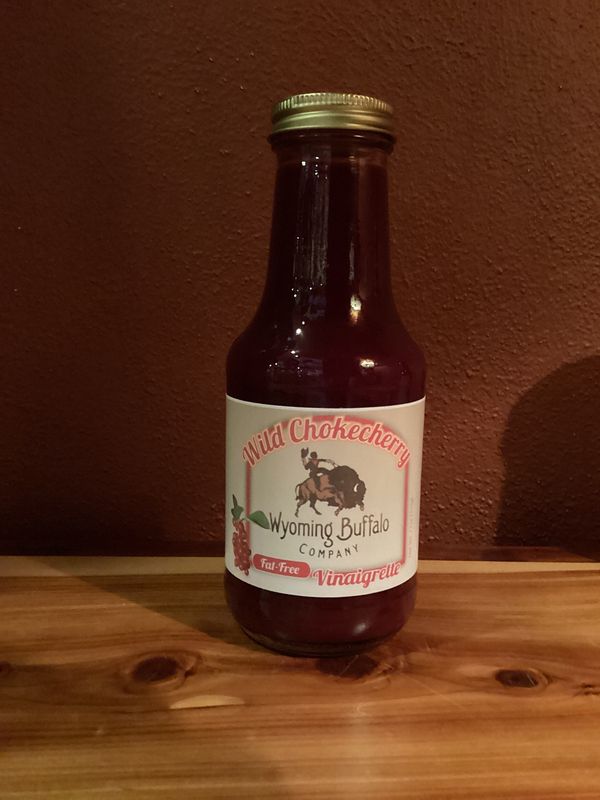 Wild Chokecherry
Wyoming Buffalo
COMPANY
Fat-Free
Vinaigrette